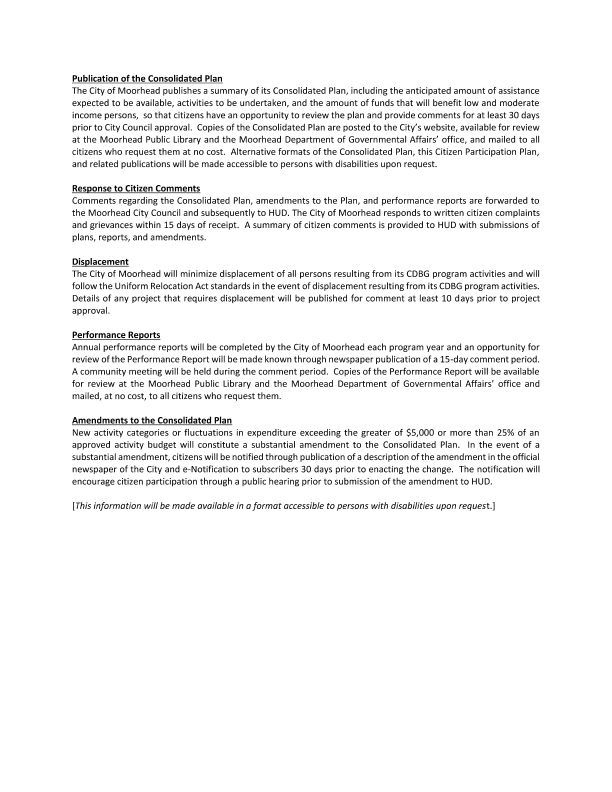 Publication of the Consolidated Plan
The City of Moorhead publishes a summary of its Consolidated Plan, including the anticipated amount of assistance
expected to be available, activities to be undertaken, and the amount of funds that will benefit low and moderate
income persons,  so that citizens have an opportunity to review the plan and provide comments for at least 30 days
prior to City Council approval.  Copies of the Consolidated Plan are posted to the City's website, available for review
at the Moorhead Public Library and the Moorhead Department of Governmental Affairs' office, and mailed to all
citizens who request them at no cost.  Alternative formats of the Consolidated Plan, this Citizen Participation Plan,
and related publications will be made accessible to persons with disabilities upon request.
Response to Citizen Comments
Comments regarding the Consolidated Plan, amendments to the Plan, and performance reports are forwarded to
the Moorhead City Council and subsequently to HUD. The City of Moorhead responds to written citizen complaints
and grievances within 15 days of receipt.  A summary of citizen comments is provided to HUD with submissions of
plans, reports, and amendments.
Displacement
The City of Moorhead will minimize displacement of all persons resulting from its CDBG program activities and will
follow the Uniform Relocation Act standards in the event of displacement resulting from its CDBG program activities.
Details of any project that requires displacement will be published for comment at least 10 days prior to project
approval.
Performance Reports
Annual performance reports will be completed by the City of Moorhead each program year and an opportunity for
review of the Performance Report will be made known through newspaper publication of a 15-day comment period.
A community meeting will be held during the comment period.  Copies of the Performance Report will be available
for review at the Moorhead Public Library and the Moorhead Department of Governmental Affairs' office and
mailed, at no cost, to all citizens who request them.
Amendments to the Consolidated Plan
New activity categories or fluctuations in expenditure exceeding the greater of $5,000 or more than 25% of an
approved activity budget will constitute a substantial amendment to the Consolidated Plan.  In the event of a
substantial amendment, citizens will be notified through publication of a description of the amendment in the official
newspaper of the City and e-Notification to subscribers 30 days prior to enacting the change.  The notification will
encourage citizen participation through a public hearing prior to submission of the amendment to HUD.
[This information will be made available in a format accessible to persons with disabilities upon request.]